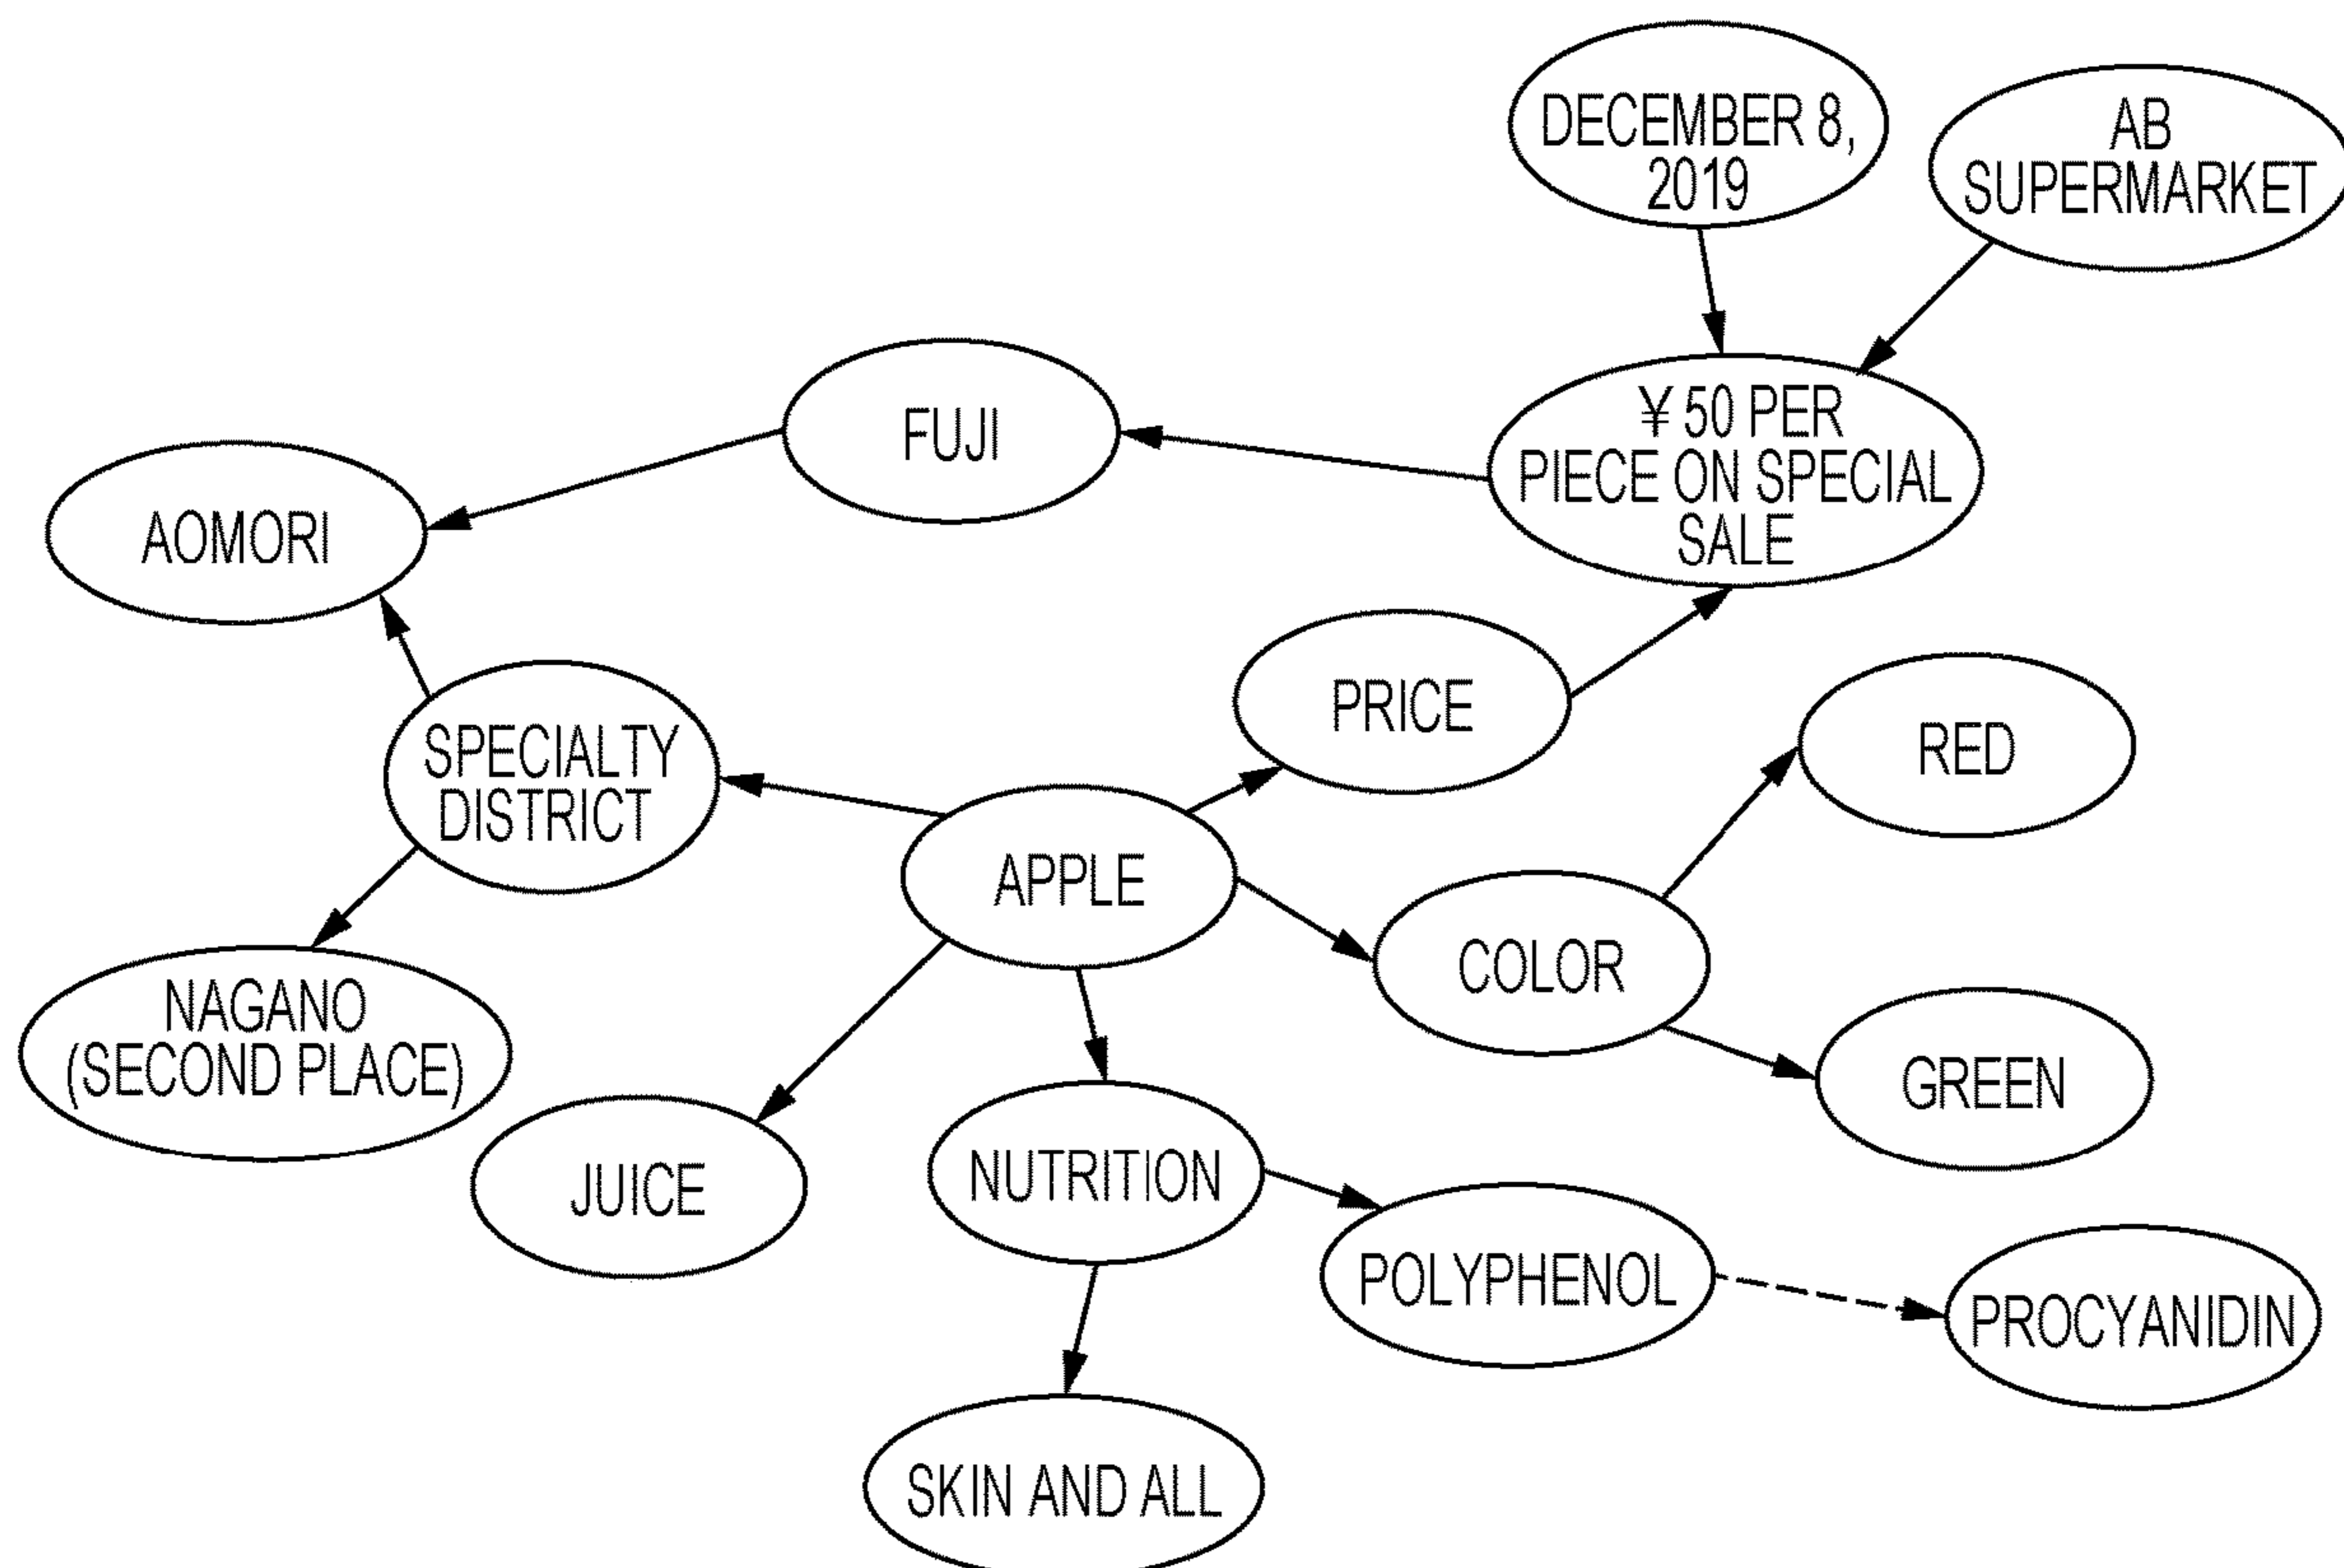 DECEMBER 8,
2019
AB
SUPERMARKET
FUJI
¥ 50 PER
PIECE ON SPECIAL
SALE
AOMORI
PRICE
RED
SPECIALTY
DISTRICT
APPLE
COLOR
NAGANO
(SECOND PLACE)
GREEN
JUICE
NUTRITION
POLYPHENOL
PROCYANIDIN
SKIN AND ALL